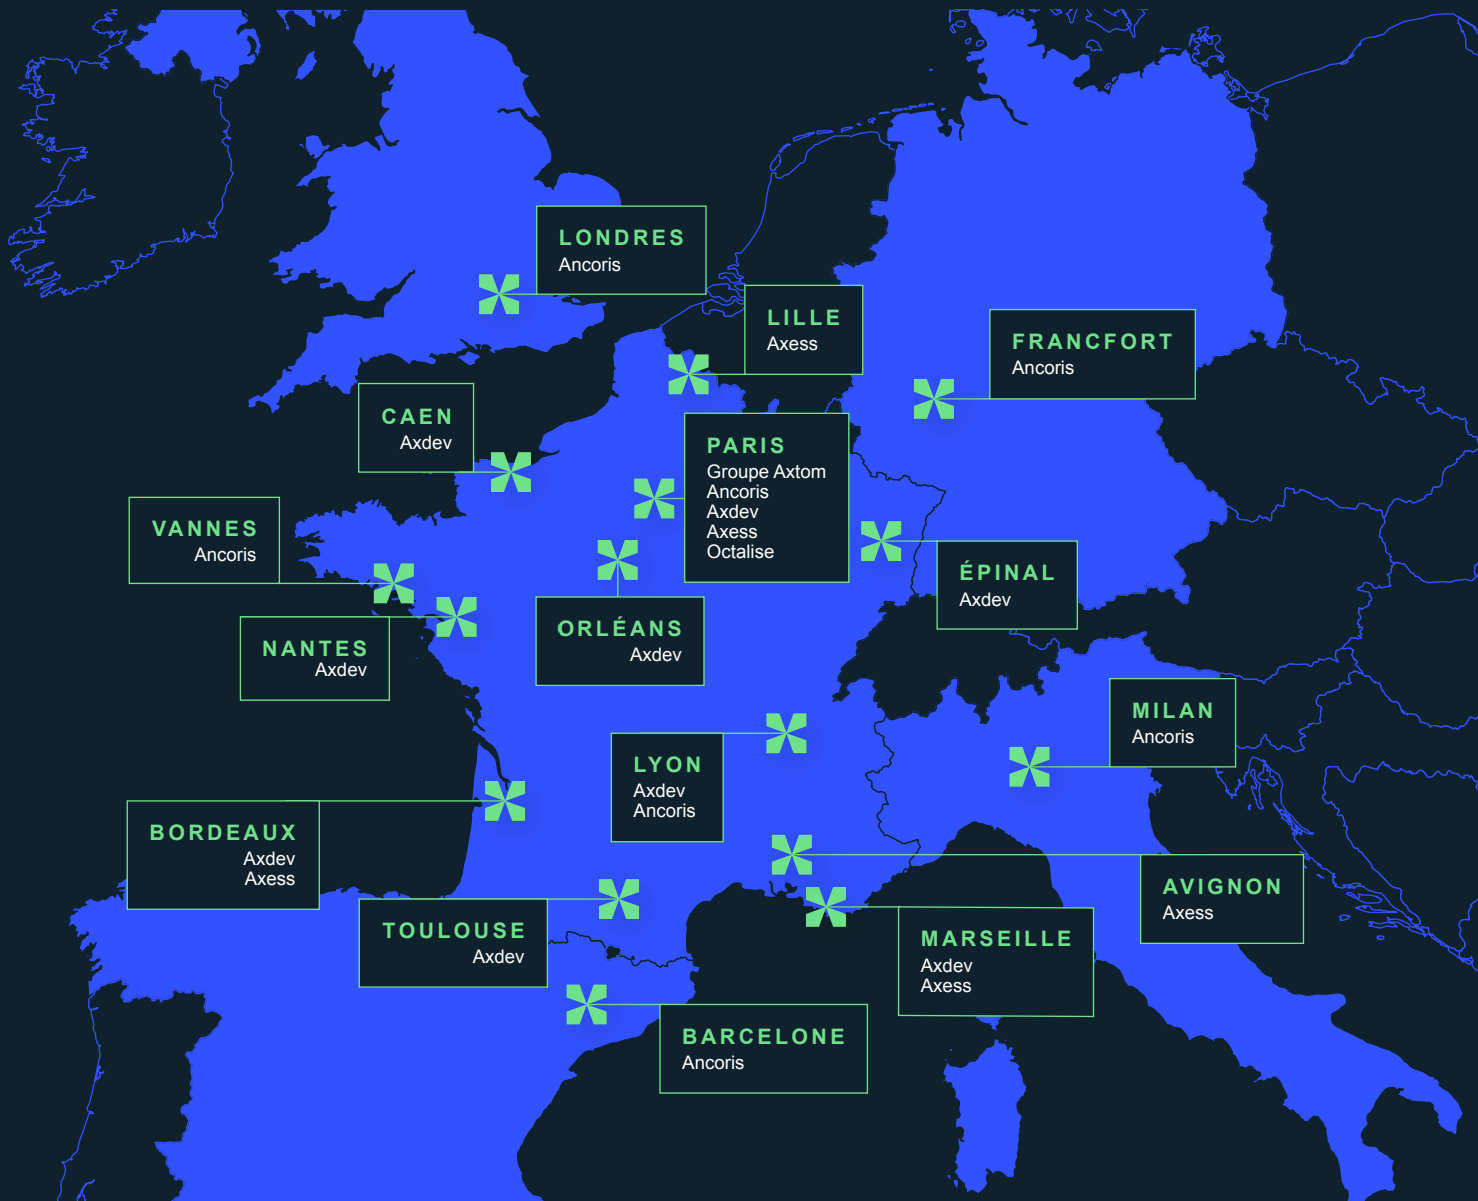 LONDRES
Ancoris
LILLE
Axess
FRANCFORT
Ancoris
CAEN
Axdev
PARIS
Groupe Axtom
Ancoris
Axdev
Axess
Octalise
VANNES
Ancoris
ÉPINAL
Axdev
NANTES
Axdev
ORLÉANS
Axdev
MILAN
Ancoris
LYON
Axdev
Ancoris
BORDEAUX
Axdev
Axess
AVIGNON
Axess
TOULOUSE
Axdev
MARSEILLE
Axdev
Axess
BARCELONE
Ancoris